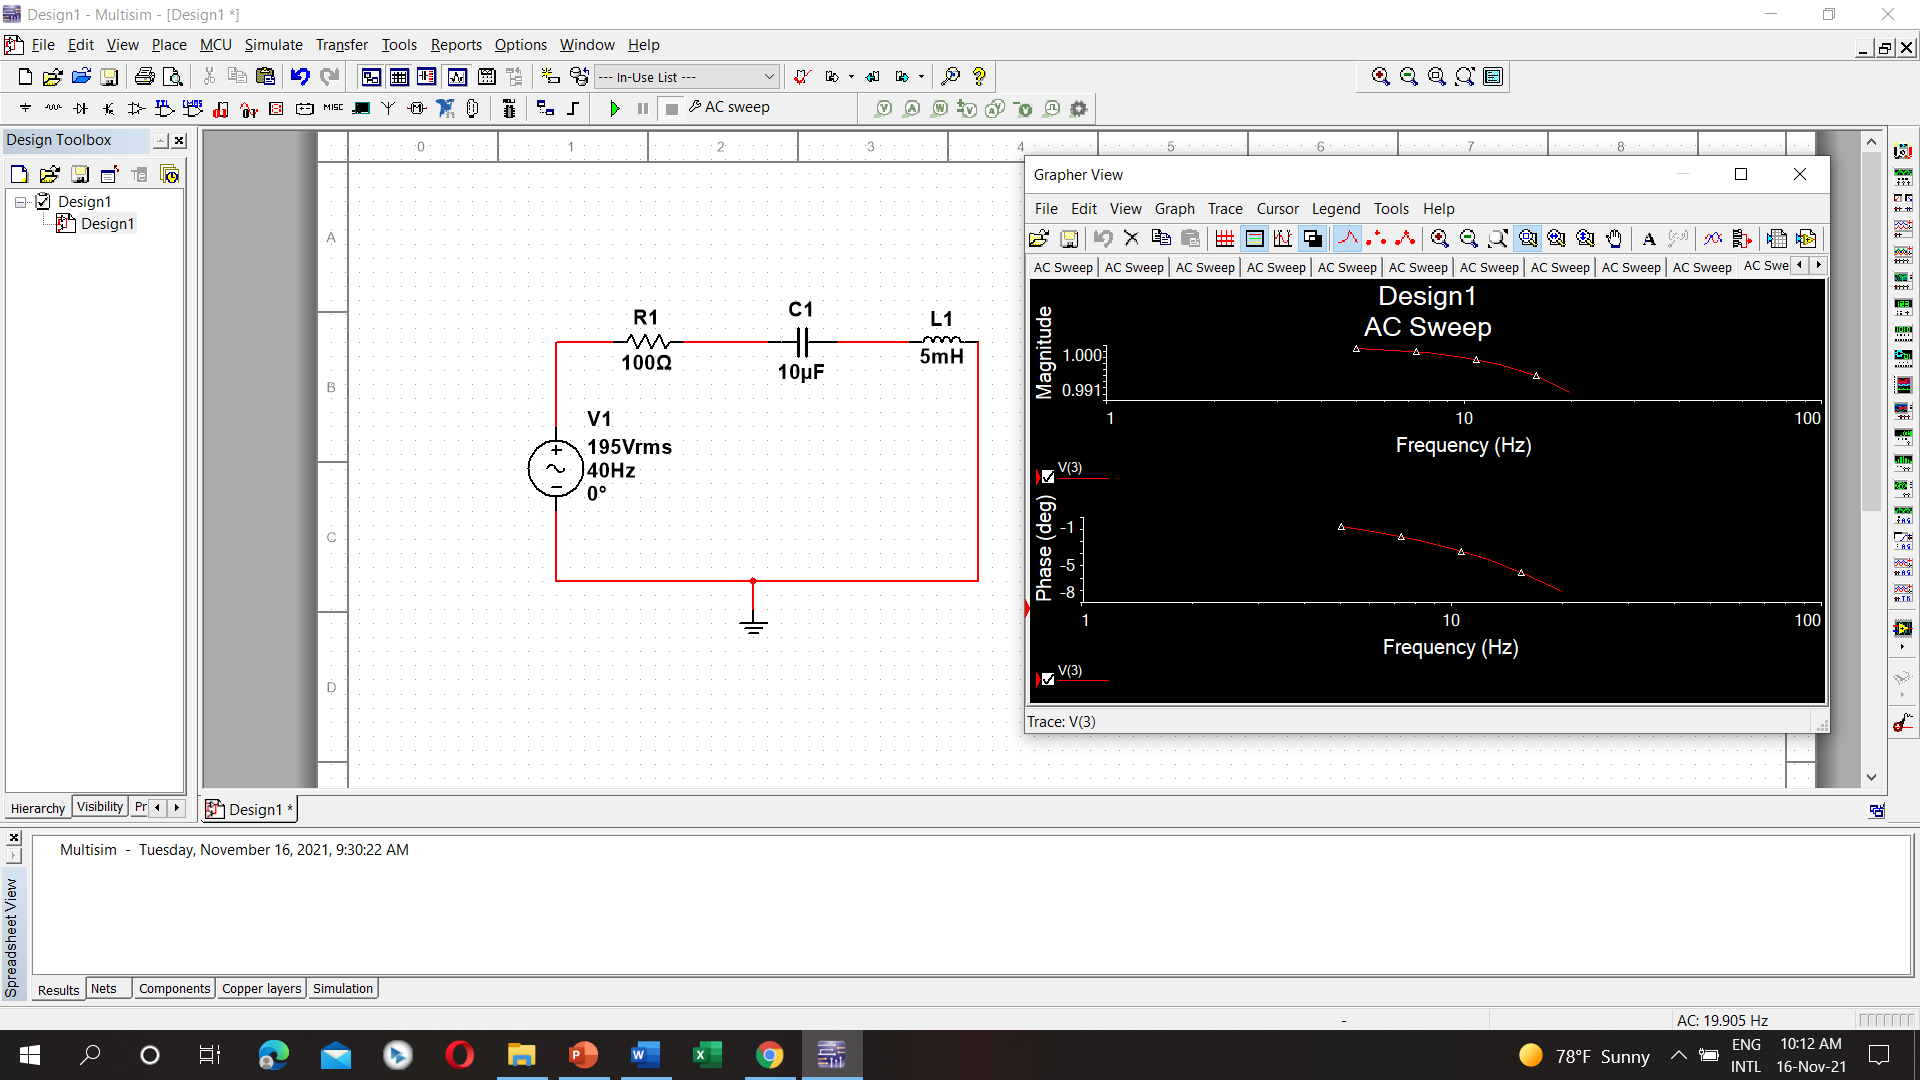 Design1 - Multisim - [Design1 *]
File Edit View Place MCU Simulate Transfer Tools Reports Options Window Help
--- In-Use List ---
MISC
AC sweep
Design Toolbox
Design1
Design1
Hierarchy Visibility Pr
0 1 2 3 4 5 6 7 8
A
B
C
D
R1
100Ω
C1
10µF
L1
5mH
V1
195Vrms
40Hz
0°
Grapher View
File Edit View Graph Trace Cursor Legend Tools Help
AC Sweep AC Sweep AC Sweep AC Sweep AC Sweep AC Sweep AC Sweep AC Sweep AC Sweep AC Sweep AC Swe
Design1
AC Sweep
Magnitude
1.000
0.991
1 10 100
Frequency (Hz)
V(3)
Phase (deg)
-1
-5
-8
1 10 100
Frequency (Hz)
V(3)
Trace: V(3)
Design1 *
Multisim - Tuesday, November 16, 2021, 9:30:22 AM
Spreadsheet View
Results Nets Components Copper layers Simulation
-
AC: 19.905 Hz
78°F Sunny
ENG
INTL
10:12 AM
16-Nov-21